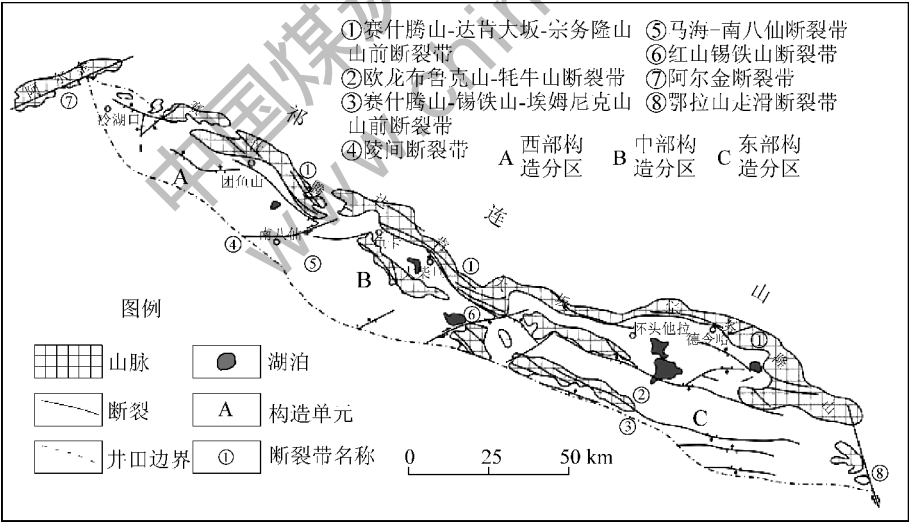 ①赛什腾山-达肯大坂-宗务隆山
山前断裂带
②欧龙布鲁克山-牦牛山断裂带
③赛什腾山-锡铁山-埃姆尼克山
山前断裂带
④陵间断裂带
⑤马海-南八仙断裂带
⑥红山锡铁山断裂带
⑦阿尔金断裂带
⑧鄂拉山走滑断裂带
A 西部构造分区
B 中部构造分区
C 东部构造分区
⑦
冷湖口
祁
A
团鱼山
①
连
南八仙
④
⑤
鱼卡
B
①
山
⑥
怀头他拉
德令哈
①
②
③
C
⑧
图例
山脉
湖泊
断裂
A
构造单元
井田边界
①
断裂带名称
0 25 50 km
中国煤炭
www.chin